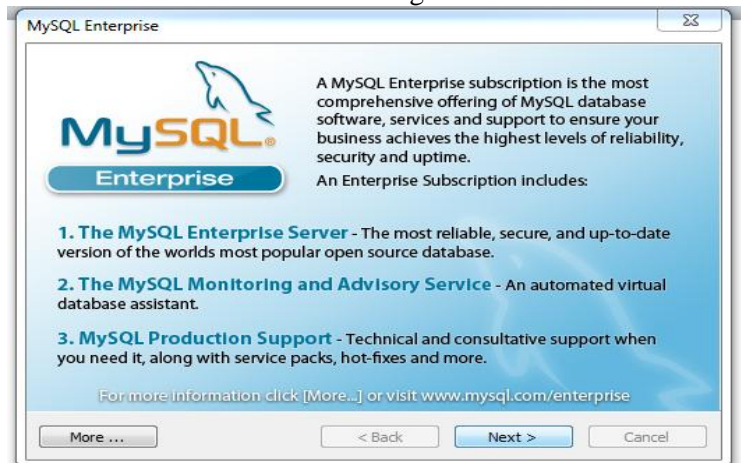 MySQL Enterprise
MySQL®
Enterprise
A MySQL Enterprise subscription is the most
comprehensive offering of MySQL database
software, services and support to ensure your
business achieves the highest levels of reliability,
security and uptime.
An Enterprise Subscription includes:
1. The MySQL Enterprise Server - The most reliable, secure, and up-to-date
version of the worlds most popular open source database.
2. The MySQL Monitoring and Advisory Service - An automated virtual
database assistant.
3. MySQL Production Support - Technical and consultative support when
you need it, along with service packs, hot-fixes and more.
For more information click [More...] or visit www.mysql.com/enterprise
More ... < Back Next > Cancel